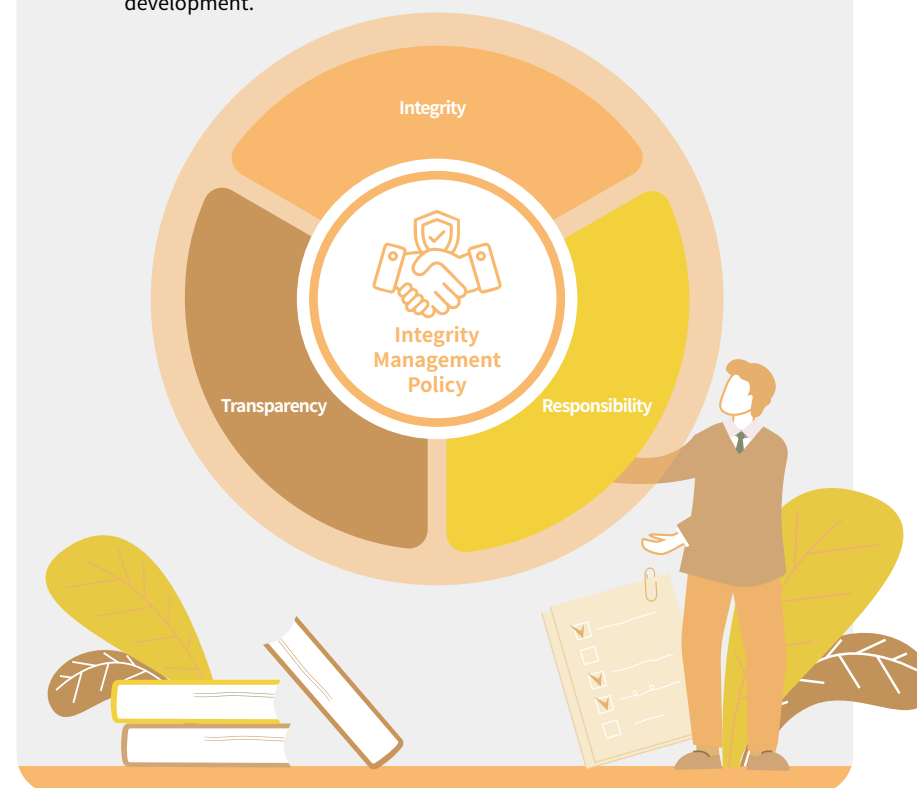 development.
Integrity
Integrity
Management
Policy
Transparency
Responsibility